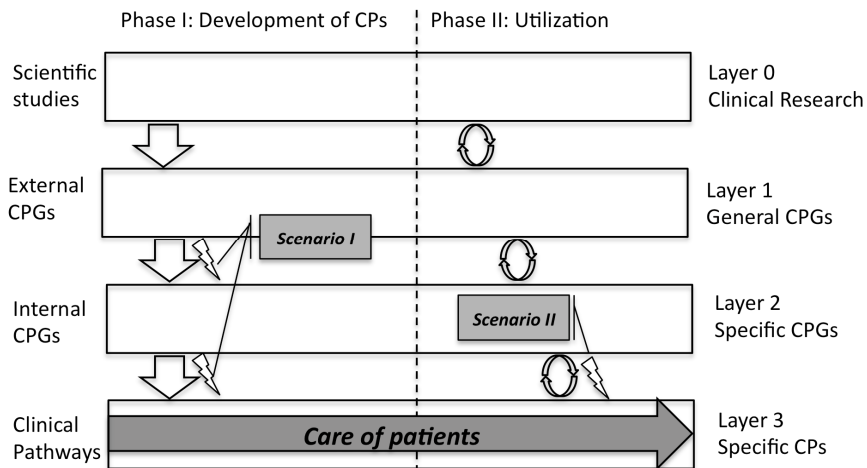 Phase I: Development of CPs
Phase II: Utilization
Scientific
studies
Layer 0
Clinical Research
External
CPGs
Layer 1
General CPGs
Scenario I
Internal
CPGs
Scenario II
Layer 2
Specific CPGs
Clinical
Pathways
Care of patients
Layer 3
Specific CPs